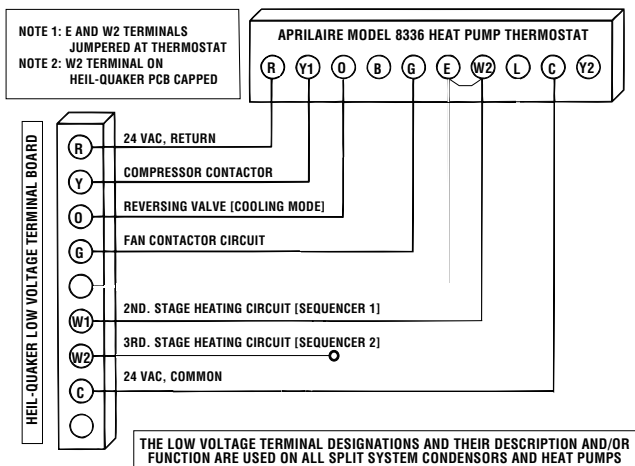 NOTE 1: E AND W2 TERMINALS
JUMPERED AT THERMOSTAT
NOTE 2: W2 TERMINAL ON
HEIL-QUAKER PCB CAPPED
APRILAIRE MODEL 8336 HEAT PUMP THERMOSTAT
R Y1 O B G E W2 L C Y2
HEIL-QUAKER LOW VOLTAGE TERMINAL BOARD
R 24 VAC, RETURN
Y COMPRESSOR CONTACTOR
O REVERSING VALVE [COOLING MODE]
G FAN CONTACTOR CIRCUIT
W1 2ND. STAGE HEATING CIRCUIT [SEQUENCER 1]
W2 3RD. STAGE HEATING CIRCUIT [SEQUENCER 2]
C 24 VAC, COMMON
THE LOW VOLTAGE TERMINAL DESIGNATIONS AND THEIR DESCRIPTION AND/OR
FUNCTION ARE USED ON ALL SPLIT SYSTEM CONDENSORS AND HEAT PUMPS